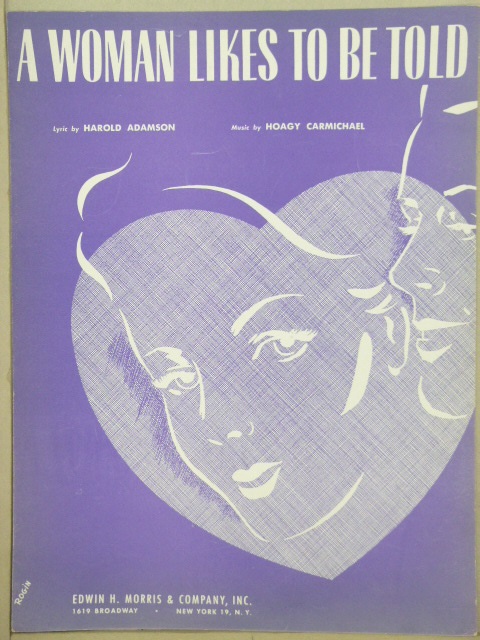 A WOMAN LIKES TO BE TOLD
Lyric by HAROLD ADAMSON Music by HOAGY CARMICHAEL
ROGIN
EDWIN H. MORRIS & COMPANY, INC.
1619 BROADWAY • NEW YORK 19, N. Y.